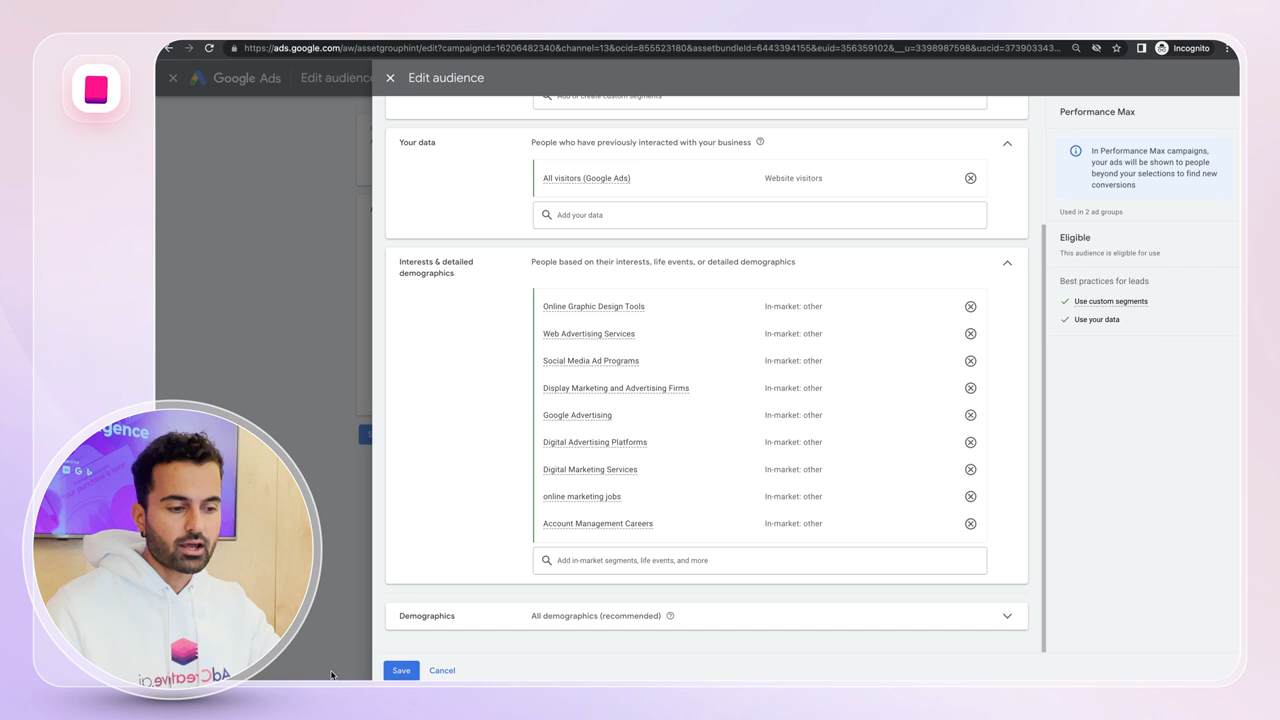 https://ads.google.com/aw/assetgrouphint/edit?campaignId=16206482340&channel=13&ocid=855523180&assetbundleId=6443394155&euid=356359102&__u=3398987598&uscid=373903343...
Incognito
Google Ads
Edit audience
Edit audience
Add or create custom segments
Your data
People who have previously interacted with your business
All visitors (Google Ads)
Website visitors
Add your data
Interests & detailed
demographics
People based on their interests, life events, or detailed demographics
Online Graphic Design Tools
In-market: other
Web Advertising Services
In-market: other
Social Media Ad Programs
In-market: other
Display Marketing and Advertising Firms
In-market: other
Google Advertising
In-market: other
Digital Advertising Platforms
In-market: other
Digital Marketing Services
In-market: other
online marketing jobs
In-market: other
Account Management Careers
In-market: other
Add in-market segments, life events, and more
Demographics
All demographics (recommended)
Save
Cancel
Performance Max
In Performance Max campaigns,
your ads will be shown to people
beyond your selections to find new
conversions
Used in 2 ad groups
Eligible
This audience is eligible for use
Best practices for leads
Use custom segments
Use your data
AdCreative.ai